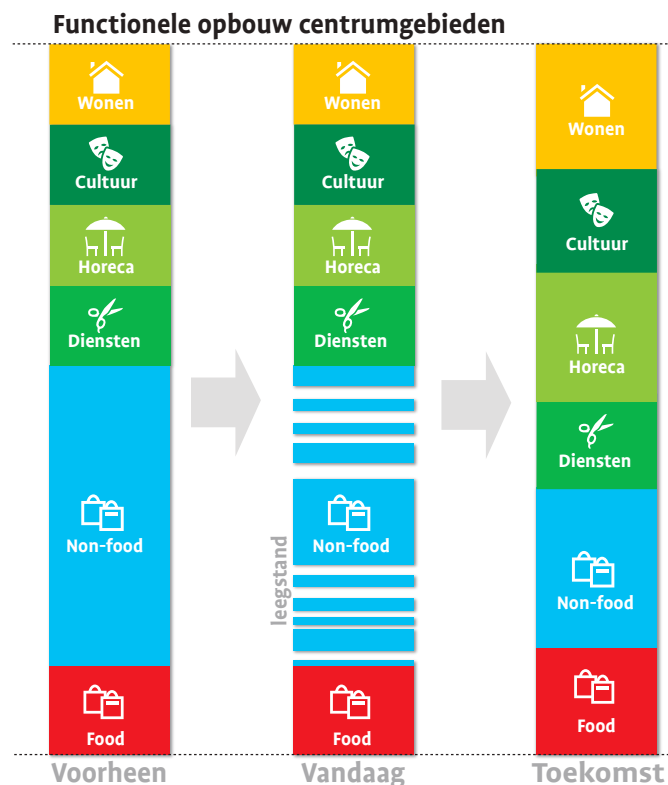 Functionele opbouw centrumgebieden
Wonen
Cultuur
Horeca
Diensten
Non-food
Food
Voorheen
Wonen
Cultuur
Horeca
Diensten
leegstand
Non-food
Food
Vandaag
Wonen
Cultuur
Horeca
Diensten
Non-food
Food
Toekomst